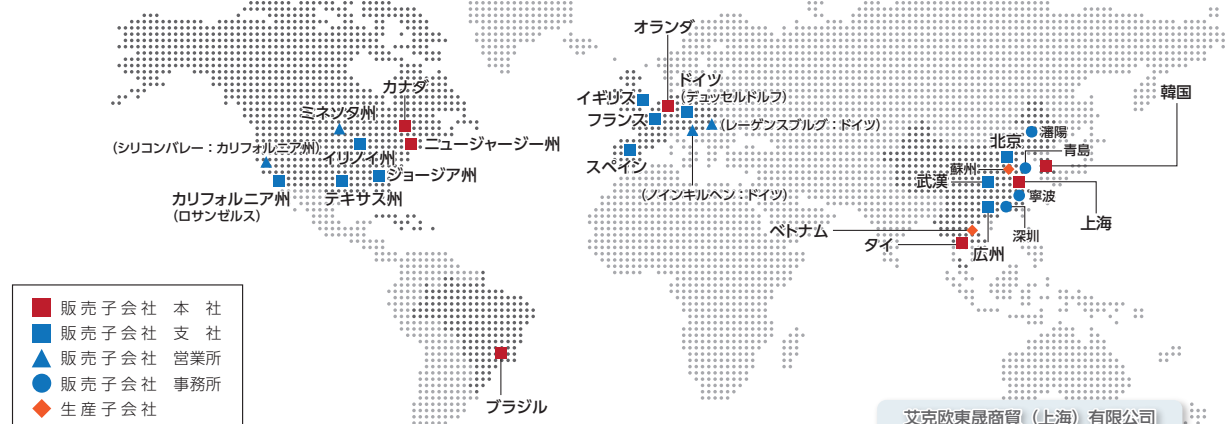 オランダ
ドイツ
(デュッセルドルフ)
イギリス
フランス
(レーゲンスブルグ：ドイツ)
スペイン
(ノインキルヘン：ドイツ)
カナダ
ミネソタ州
(シリコンバレー：カリフォルニア州)
イリノイ州
ニュージャージー州
ジョージア州
カリフォルニア州
(ロサンゼルス)
テキサス州
韓国
瀋陽
北京
青島
蘇州
武漢
寧波
上海
深圳
広州
ベトナム
タイ
ブラジル
販売子会社 本 社
販売子会社 支 社
販売子会社 営業所
販売子会社 事務所
生産子会社
艾克欧東晟商貿（上海）有限公司